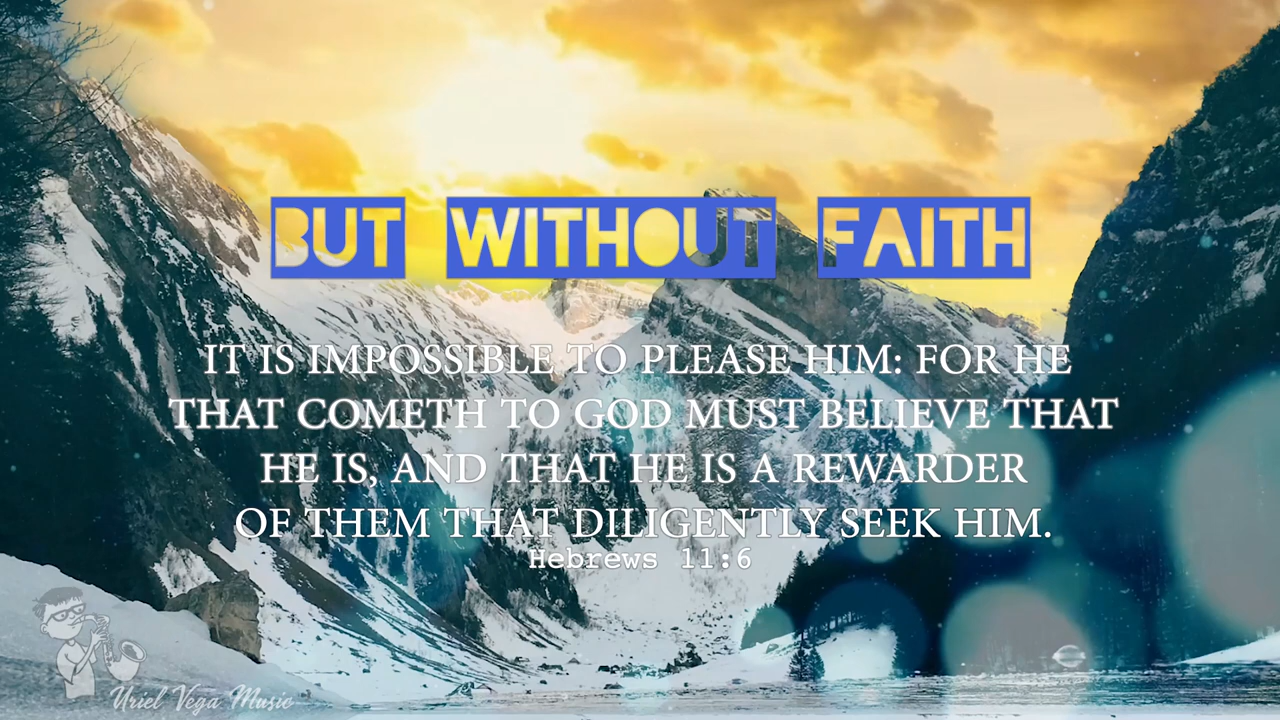 BUT WITHOUT FAITH
IT IS IMPOSSIBLE TO PLEASE HIM: FOR HE
THAT COMETH TO GOD MUST BELIEVE THAT
HE IS, AND THAT HE IS A REWARDER
OF THEM THAT DILIGENTLY SEEK HIM.
Hebrews 11:6
Uriel Vega Music